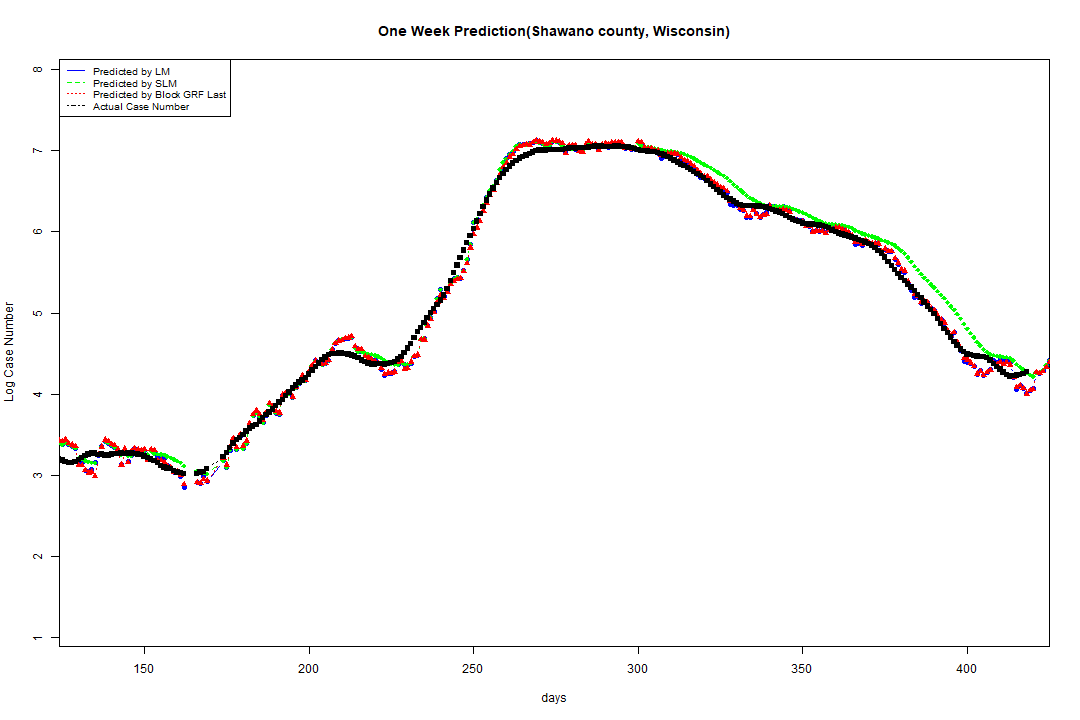 One Week Prediction(Shawano county, Wisconsin)
Predicted by LM
Predicted by SLM
Predicted by Block GRF Last
Actual Case Number
8
7
6
5
4
3
2
1
Log Case Number
150 200 250 300 350 400
days